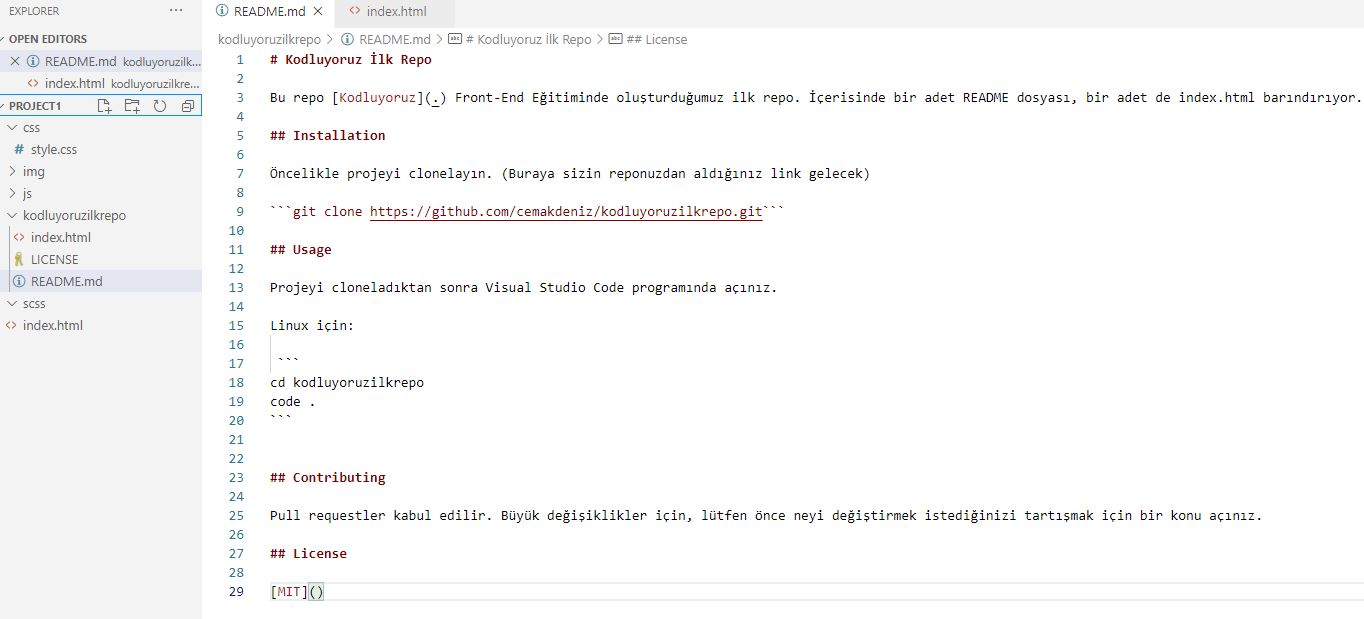 EXPLORER
···
OPEN EDITORS
README.md kodluyoruzilk...
index.html kodluyoruzilkre...
PROJECT1
css
# style.css
img
js
kodluyoruzilkrepo
index.html
LICENSE
README.md
scss
index.html
README.md
index.html
kodluyoruzilkrepo > README.md > # Kodluyoruz İlk Repo > ## License
1 # Kodluyoruz İlk Repo
2
3 Bu repo [Kodluyoruz](.) Front-End Eğitiminde oluşturduğumuz ilk repo. İçerisinde bir adet README dosyası, bir adet de index.html barındırıyor.
4
5 ## Installation
6
7 Öncelikle projeyi clonelayın. (Buraya sizin reponuzdan aldığınız link gelecek)
8
9 ```git clone https://github.com/cemakdeniz/kodluyoruzilkrepo.git```
10
11 ## Usage
12
13 Projeyi cloneladıktan sonra Visual Studio Code programında açınız.
14
15 Linux için:
16
17 ```
18 cd kodluyoruzilkrepo
19 code .
20 ```
21
22
23 ## Contributing
24
25 Pull requestler kabul edilir. Büyük değişiklikler için, lütfen önce neyi değiştirmek istediğinizi tartışmak için bir konu açınız.
26
27 ## License
28
29 [MIT]()